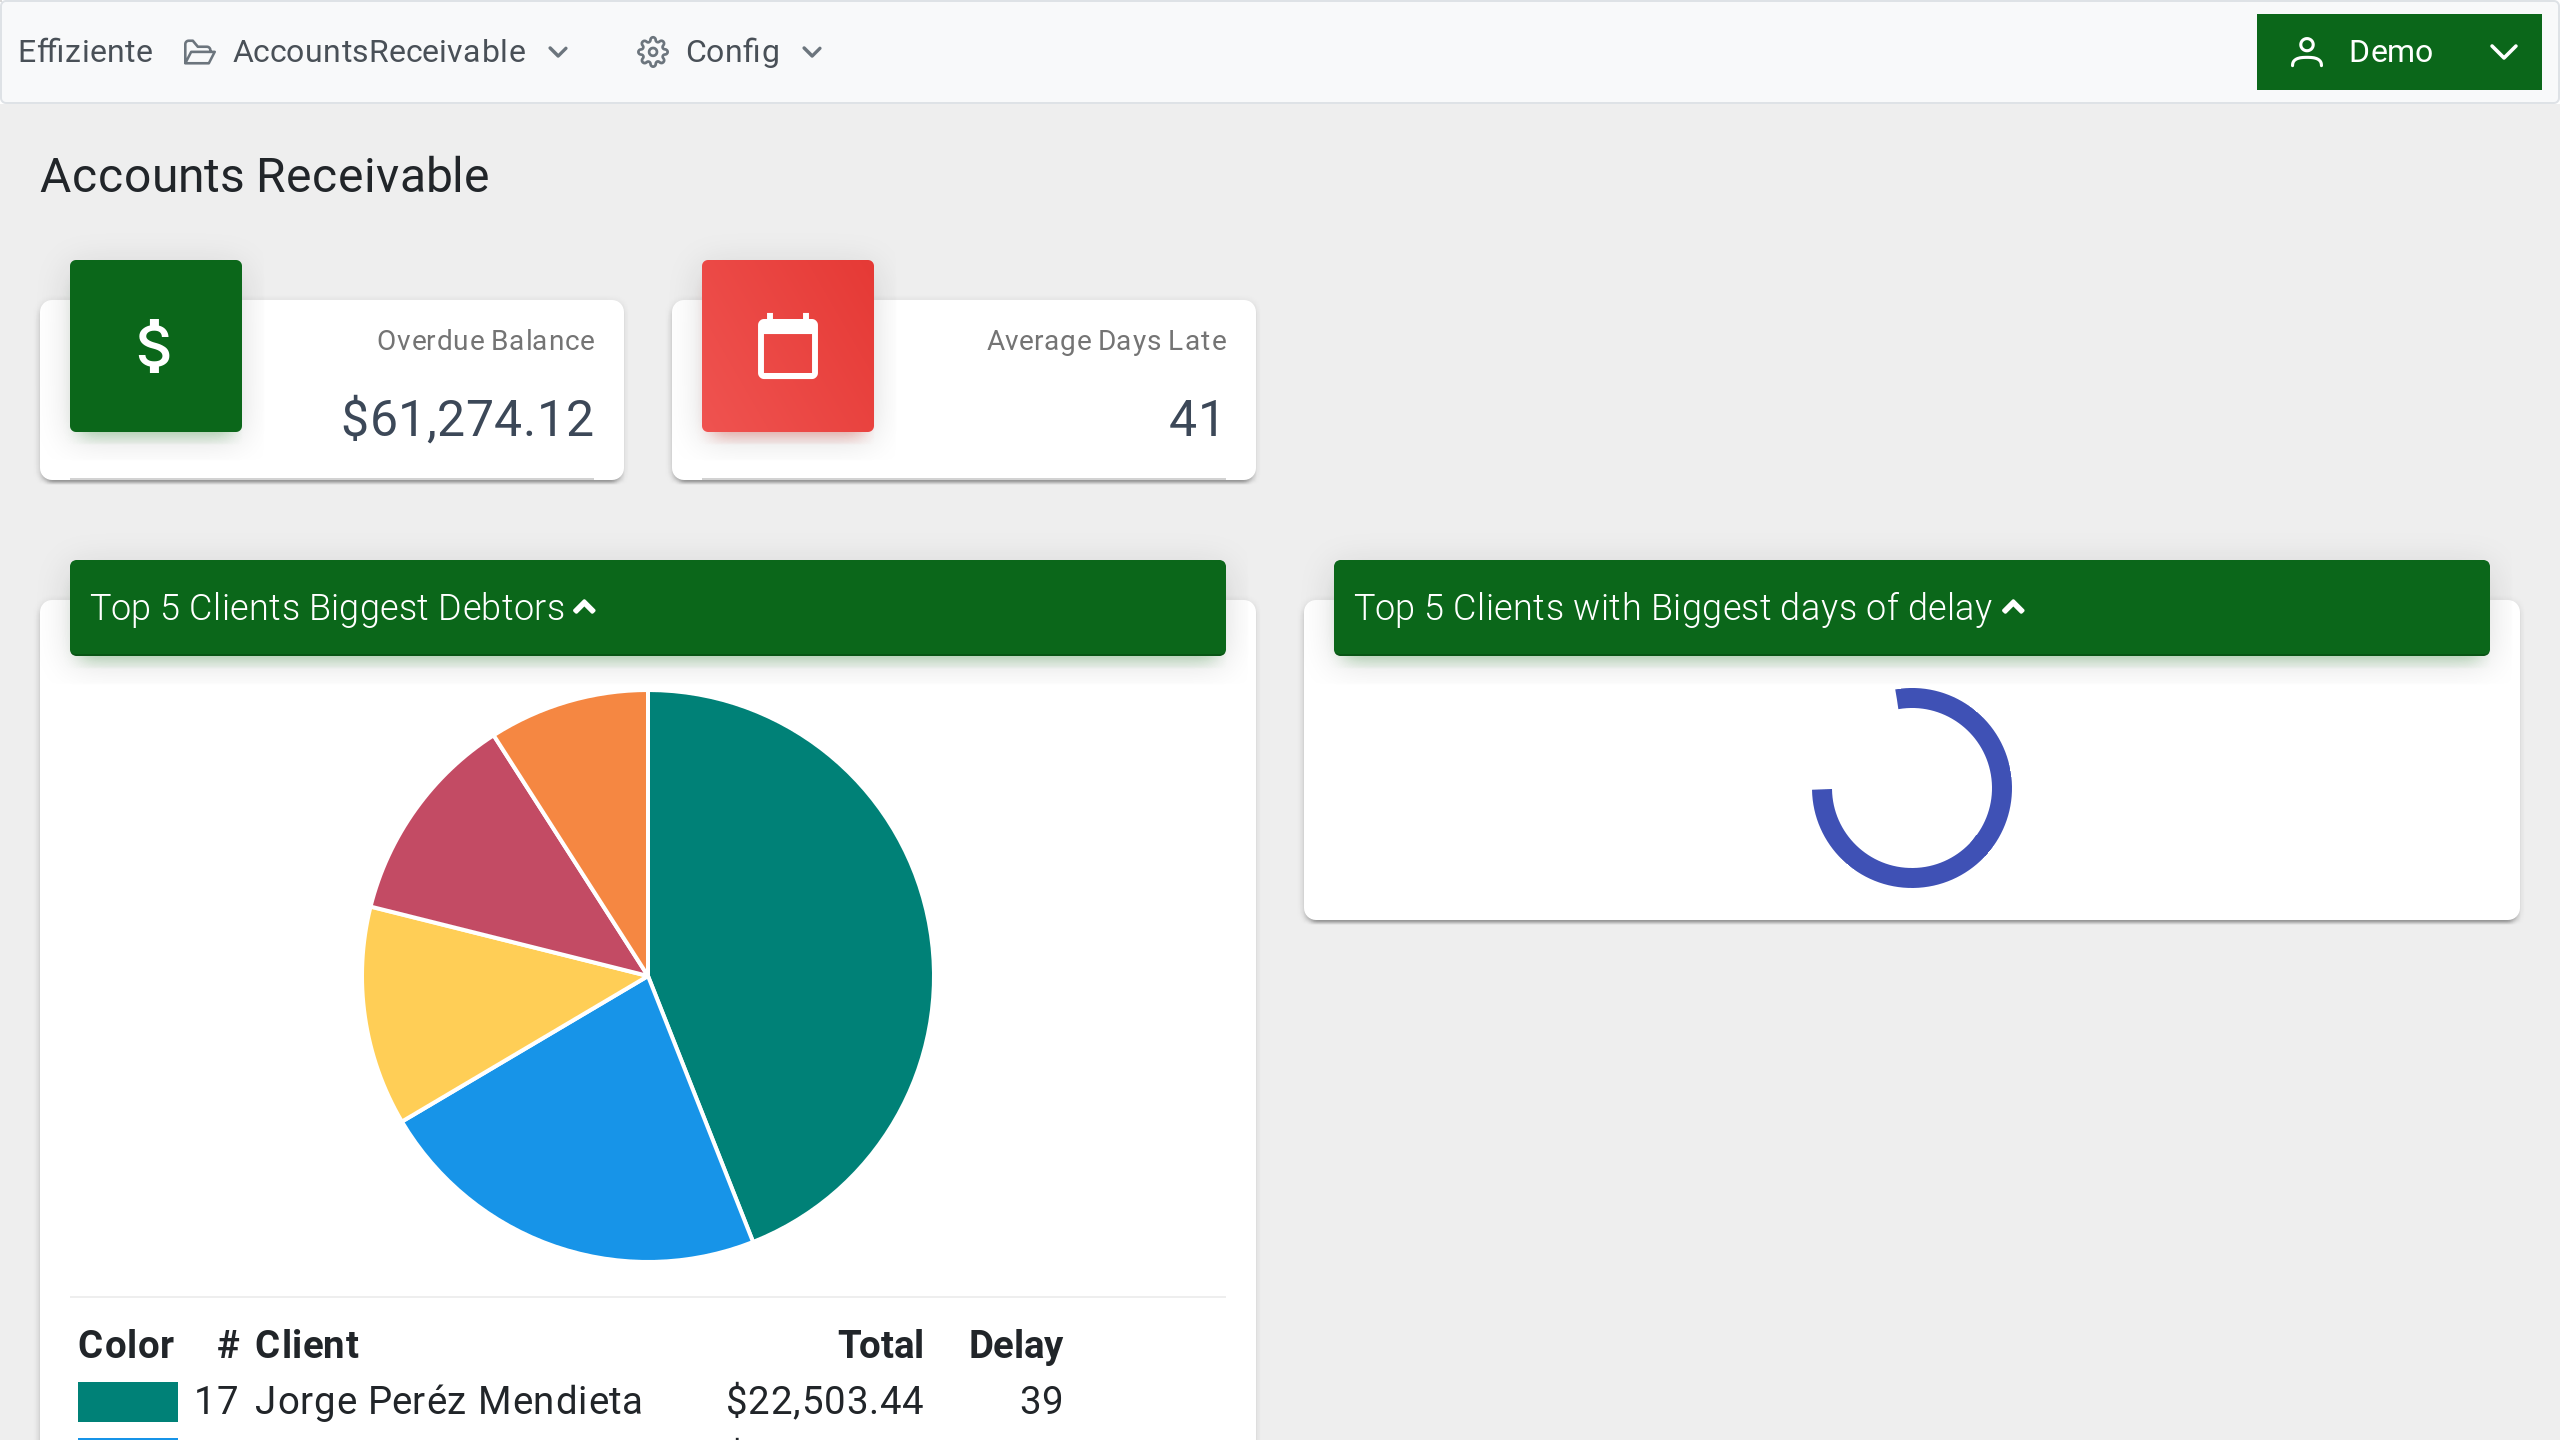 Effiziente AccountsReceivable Config Demo
Accounts Receivable
Overdue Balance
$61,274.12
Average Days Late
41
Top 5 Clients Biggest Debtors
Top 5 Clients with Biggest days of delay
Color # Client Total Delay
17 Jorge Peréz Mendieta $22,503.44 39